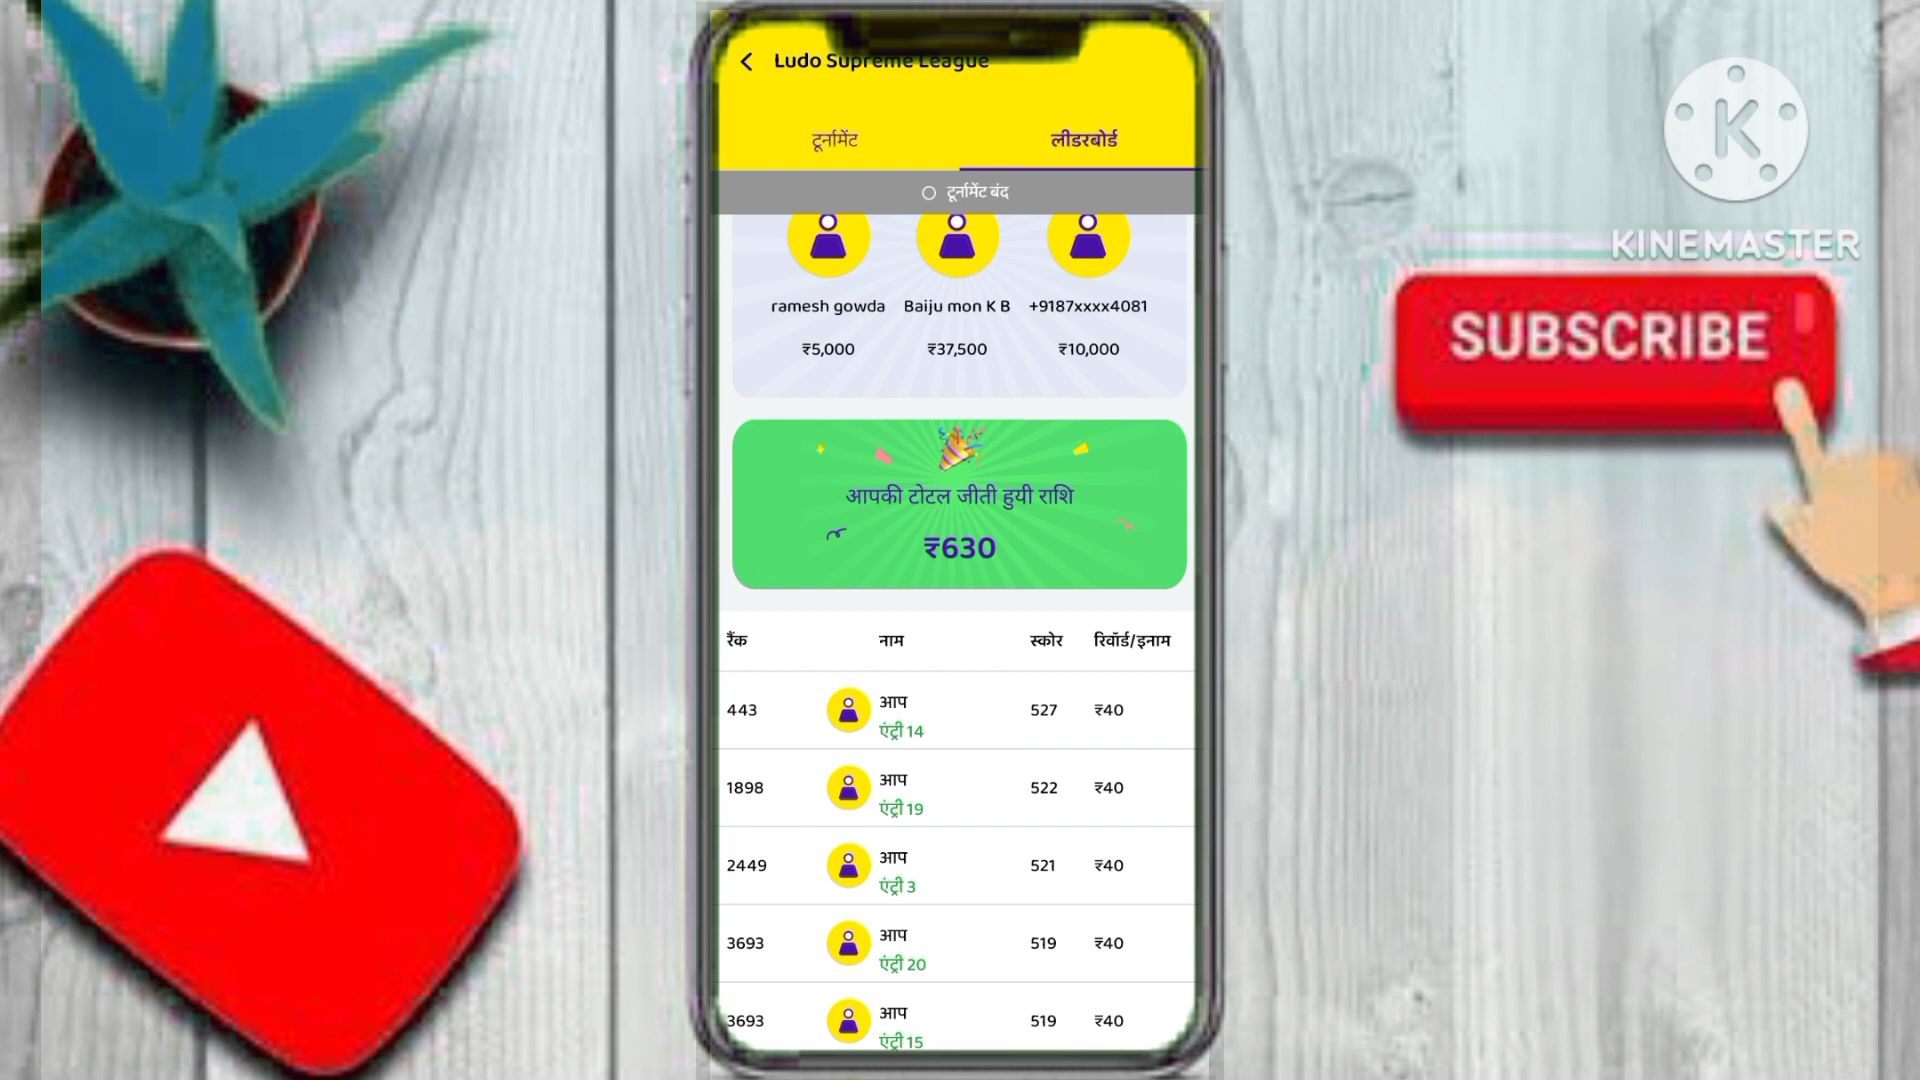 Ludo Supreme League
टूर्नामेंट
लीडरबोर्ड
टूर्नामेंट बंद
ramesh gowda
Baiju mon K B
+9187xxxx4081
₹5,000
₹37,500
₹10,000
आपकी टोटल जीती हुयी राशि
₹630
रैंक नाम स्कोर रिवॉर्ड/इनाम
443 आप 527 ₹40
एंट्री 14
1898 आप 522 ₹40
एंट्री 19
2449 आप 521 ₹40
एंट्री 3
3693 आप 519 ₹40
एंट्री 20
3693 आप 519 ₹40
एंट्री 15
K
KINEMASTER
SUBSCRIBE